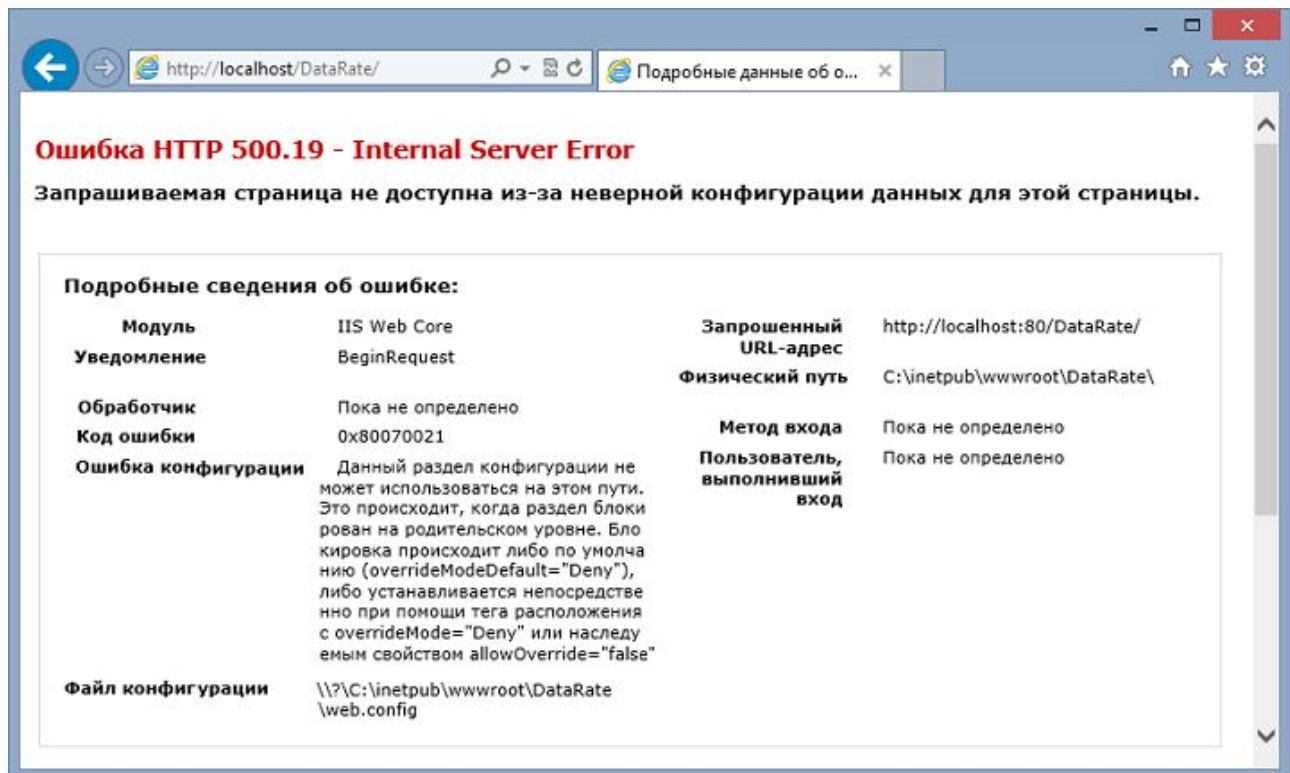 http://localhost/DataRate/
Подробные данные об о...
Ошибка HTTP 500.19 - Internal Server Error
Запрашиваемая страница не доступна из-за неверной конфигурации данных для этой страницы.
Подробные сведения об ошибке:
Модуль IIS Web Core
Уведомление BeginRequest
Обработчик Пока не определено
Код ошибки 0x80070021
Ошибка конфигурации Данный раздел конфигурации не
может использоваться на этом пути.
Это происходит, когда раздел блоки
рован на родительском уровне. Бло
кировка происходит либо по умолча
нию (overrideModeDefault="Deny"),
либо устанавливается непосредстве
нно при помощи тега расположения
с overrideMode="Deny" или наследу
емым свойством allowOverride="false"
Файл конфигурации \\?\C:\inetpub\wwwroot\DataRate
\web.config
Запрошенный http://localhost:80/DataRate/
URL-адрес
Физический путь C:\inetpub\wwwroot\DataRate\
Метод входа Пока не определено
Пользователь, Пока не определено
выполнивший
вход